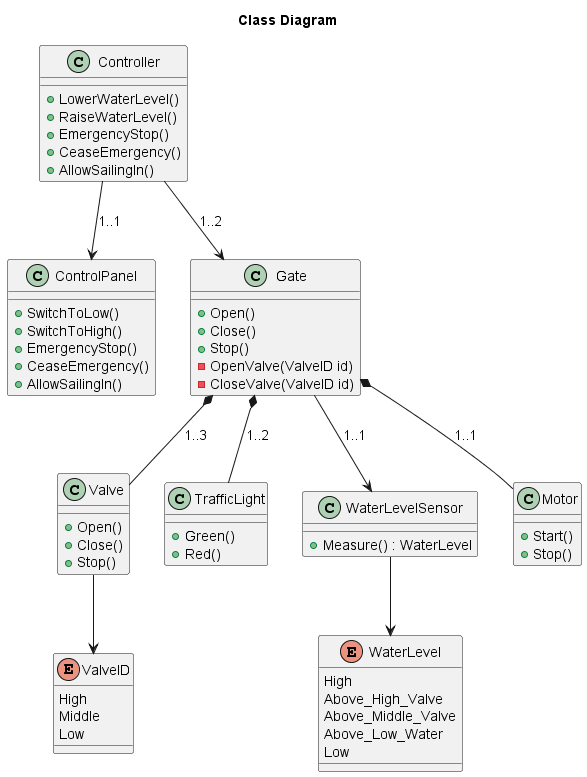 Class Diagram
C Controller
LowerWaterLevel()
RaiseWaterLevel()
EmergencyStop()
CeaseEmergency()
AllowSailingIn()
1..1
1..2
C ControlPanel
SwitchToLow()
SwitchToHigh()
EmergencyStop()
CeaseEmergency()
AllowSailingIn()
C Gate
Open()
Close()
Stop()
OpenValve(ValveID id)
CloseValve(ValveID id)
1..3
1..2
1..1
1..1
C Valve
Open()
Close()
Stop()
C TrafficLight
Green()
Red()
C WaterLevelSensor
Measure() : WaterLevel
C Motor
Start()
Stop()
E ValveID
High
Middle
Low
E WaterLevel
High
Above_High_Valve
Above_Middle_Valve
Above_Low_Water
Low